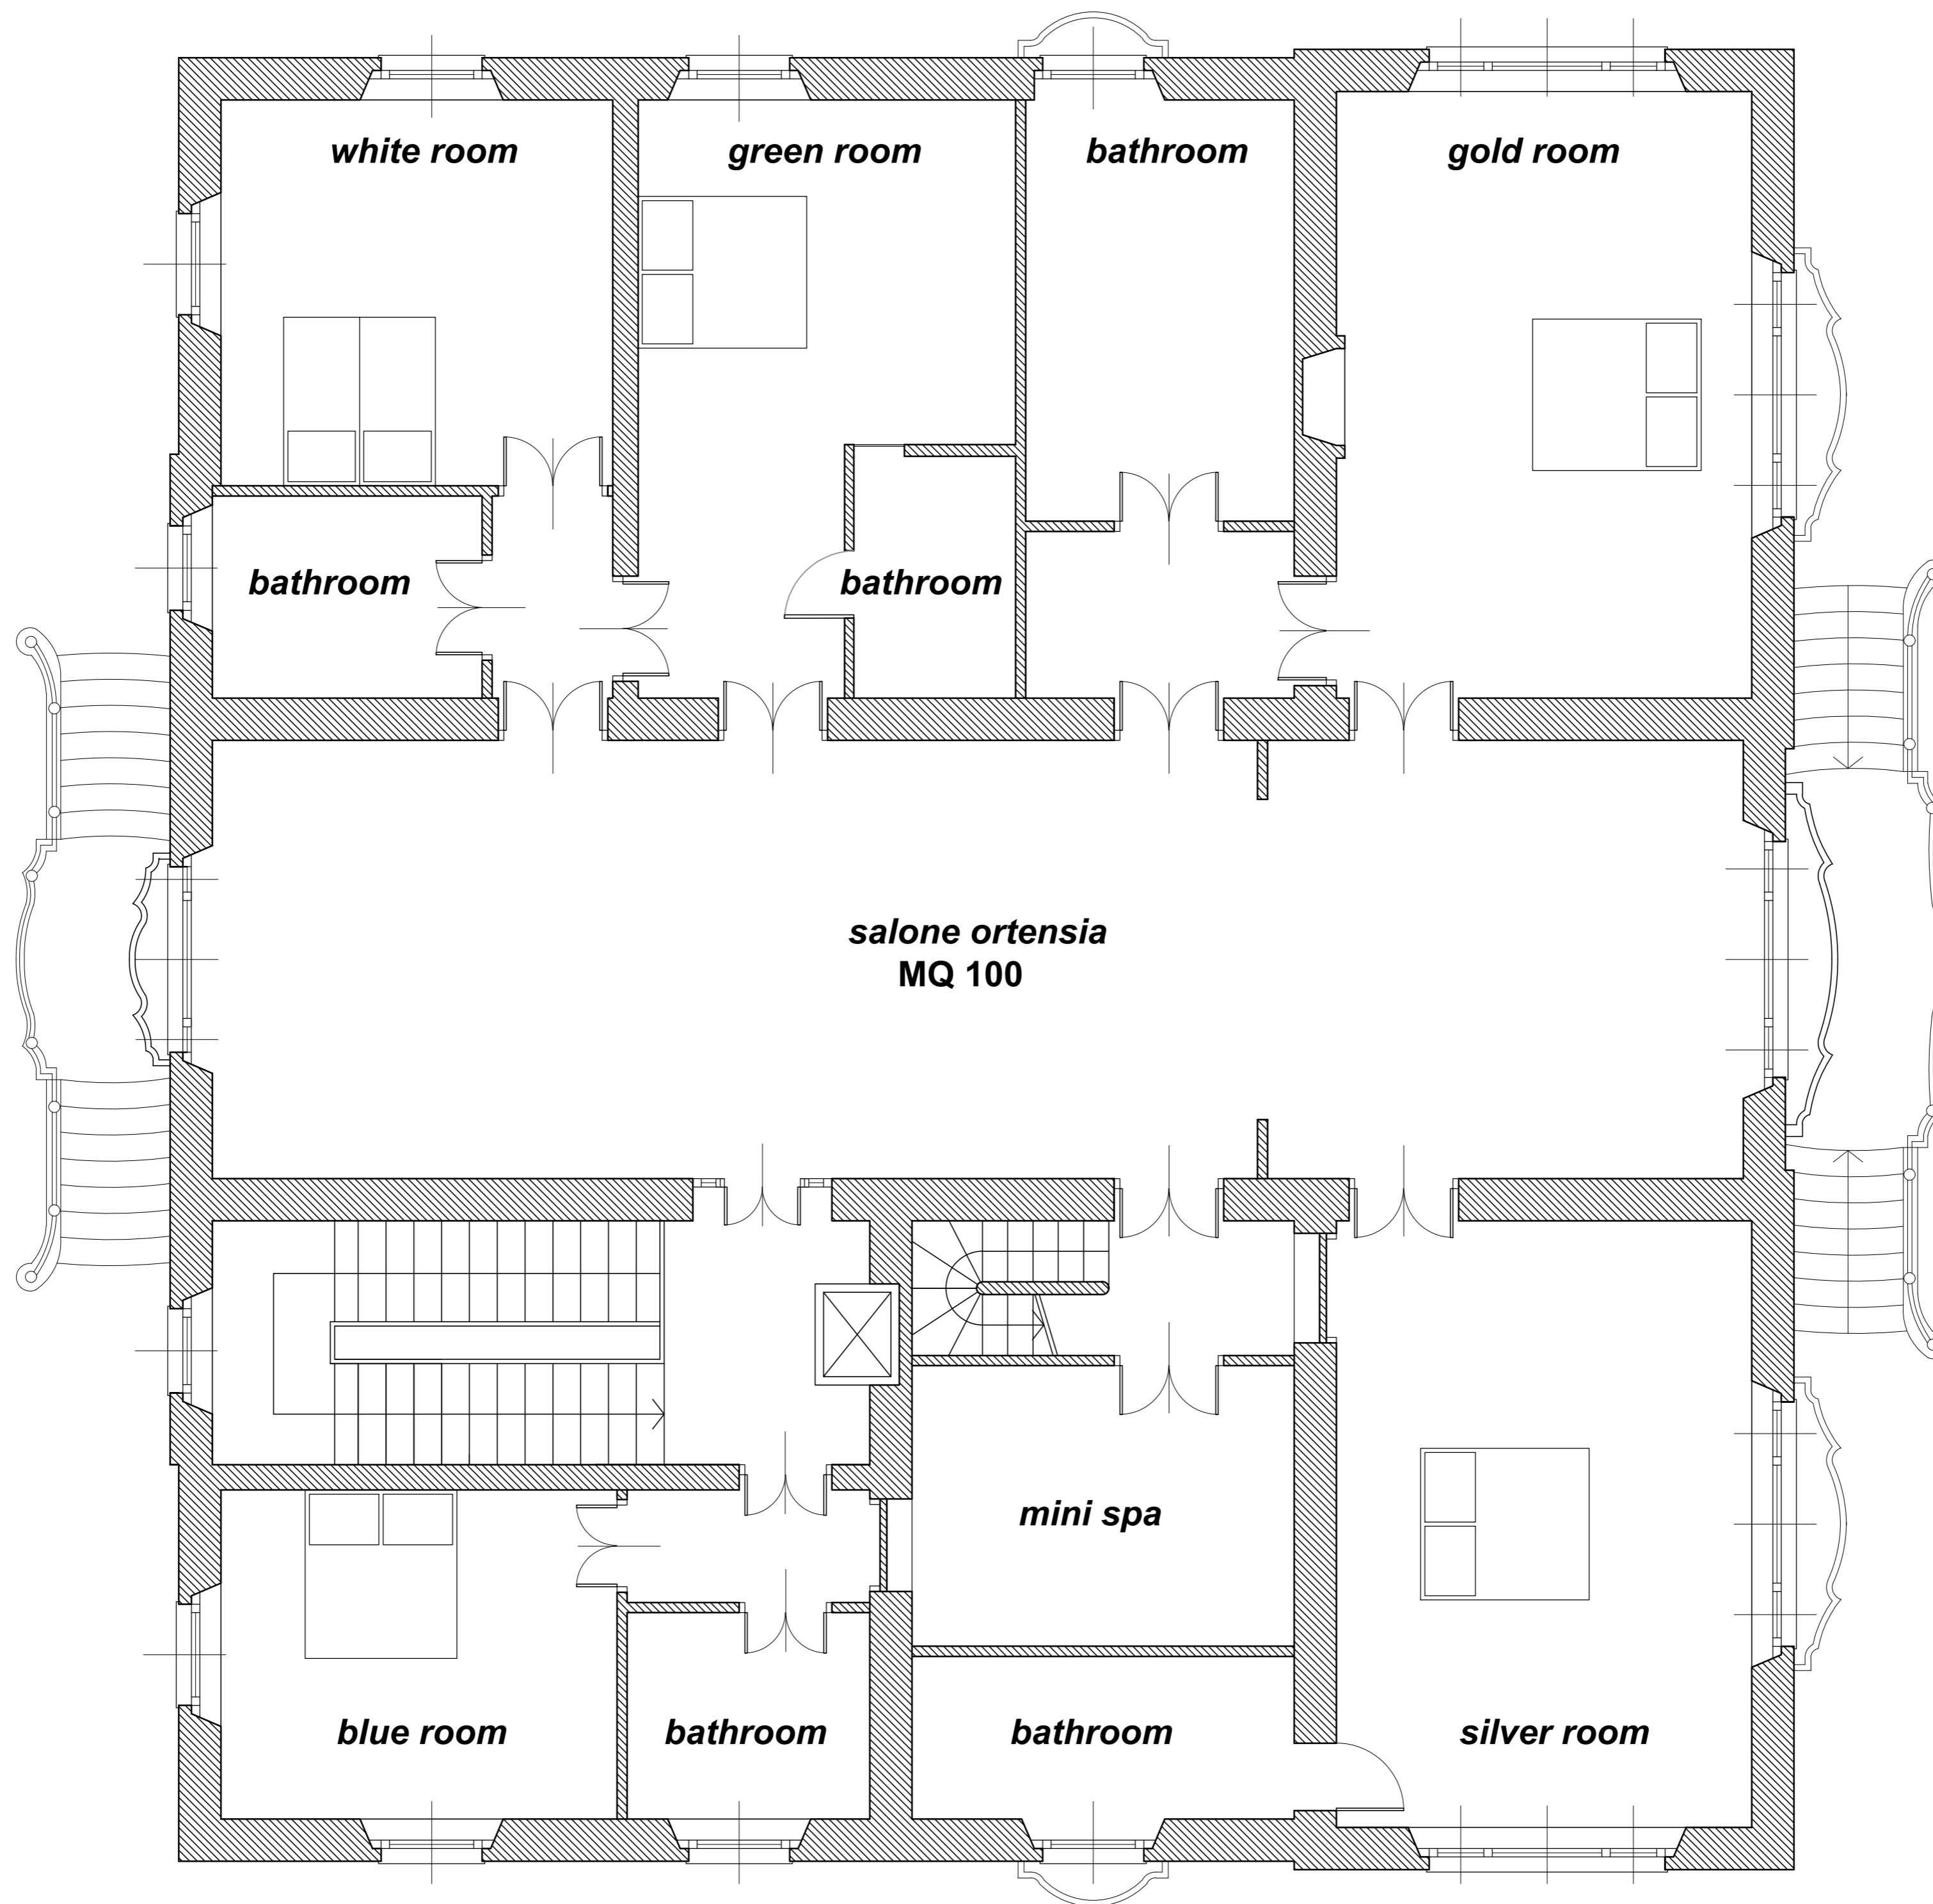 white room
green room
bathroom
gold room
bathroom
bathroom
salone ortensia
MQ 100
mini spa
blue room
bathroom
bathroom
silver room